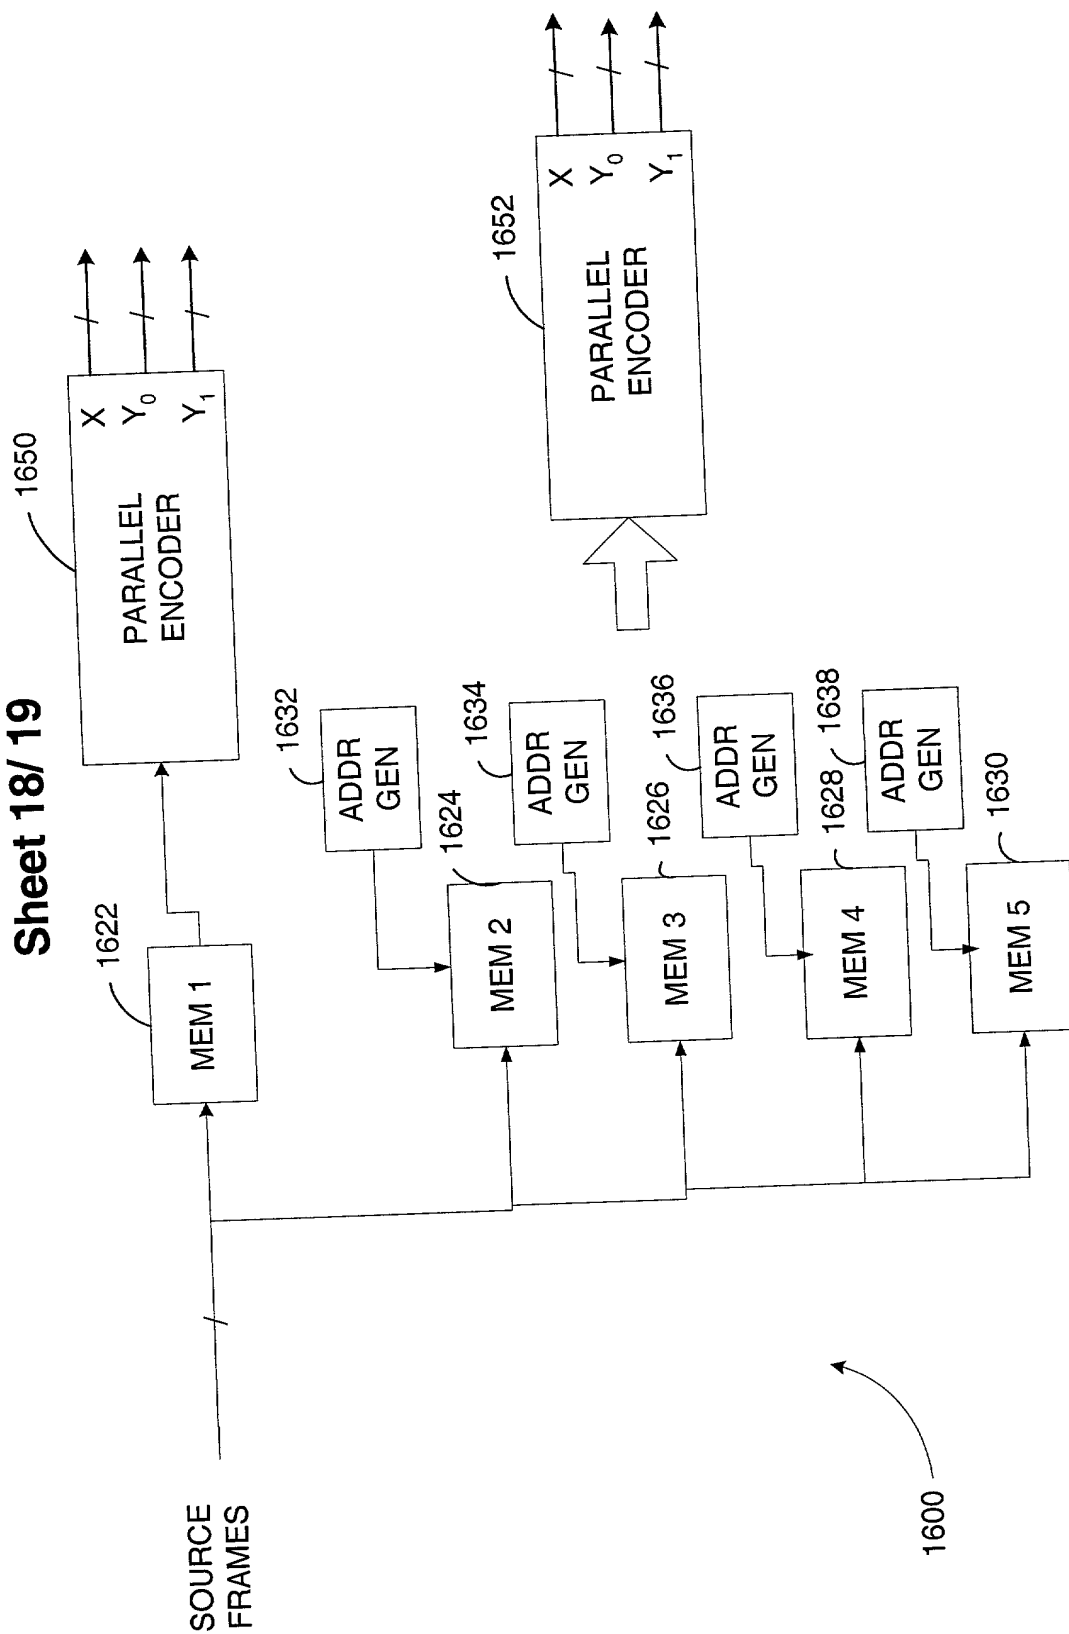 Sheet 18/ 19
SOURCE
FRAMES
1622
MEM 1
1650
PARALLEL
ENCODER
X
Y0
Y1
1632
ADDR
GEN
1624
MEM 2
1634
ADDR
GEN
1626
MEM 3
1636
ADDR
GEN
1628
MEM 4
1638
ADDR
GEN
1630
MEM 5
1652
PARALLEL
ENCODER
X
Y0
Y1
1600